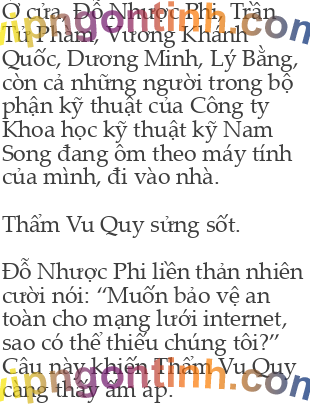 Ở cửa, Đỗ Nhược Phi, Trần
Tử Phàm, Vương Khánh
Quốc, Dương Minh, Lý Bằng,
còn cả những người trong bộ
phận kỹ thuật của Công ty
Khoa học kỹ thuật kỹ Nam
Song đang ôm theo máy tính
của mình, đi vào nhà.
Thẩm Vu Quy sửng sốt.
Đỗ Nhược Phi liền thản nhiên
cười nói: “Muốn bảo vệ an
toàn cho mạng lưới internet,
sao có thể thiếu chúng tôi?”
Câu này khiến Thẩm Vu Quy
càng thấy ấm áp.
vipngontinh.com
vipngontinh.com